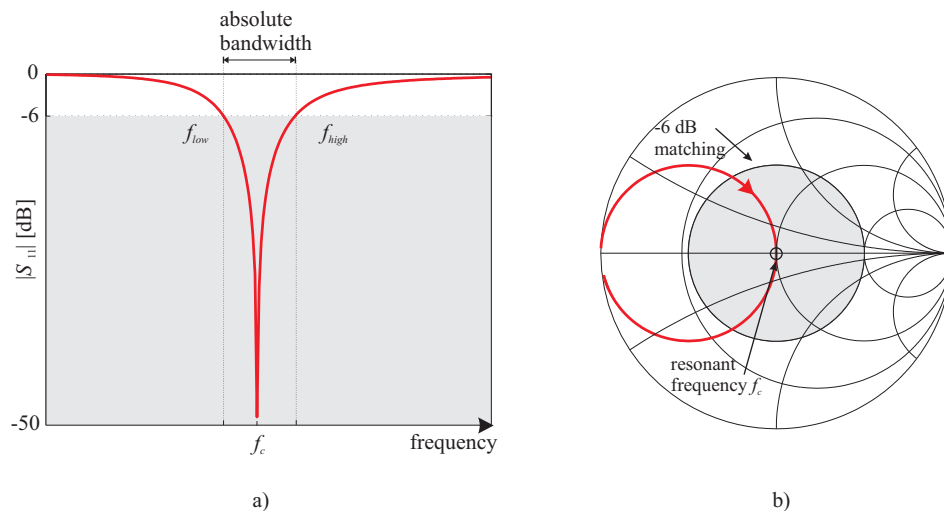 absolute
bandwidth
0
-6
f_low
f_high
|S_11| [dB]
-50
f_c
frequency
a)
-6 dB
matching
resonant
frequency f_c
b)